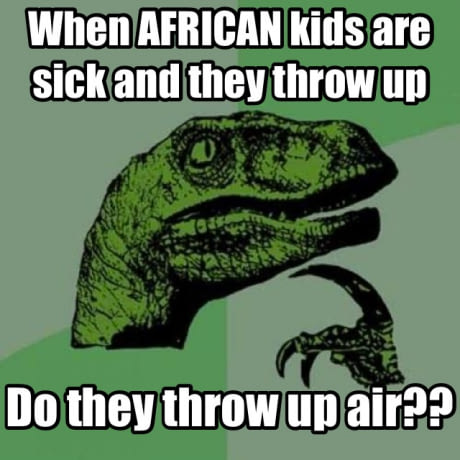 When AFRICAN kids are
sick and they throw up
Do they throw up air??